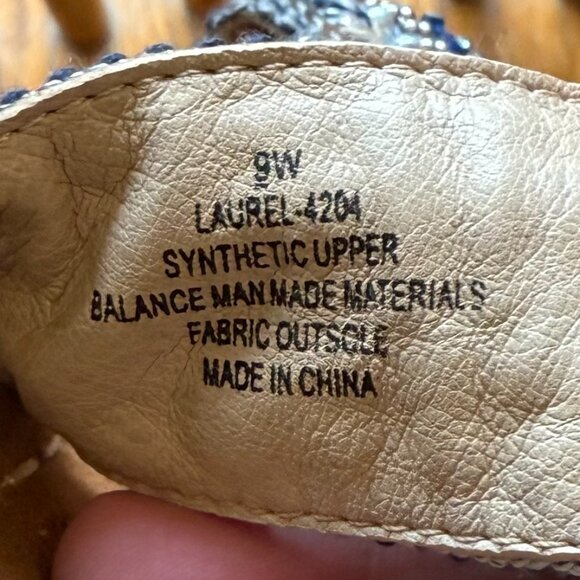 9W
LAUREL-4204
SYNTHETIC UPPER
BALANCE MAN MADE MATERIALS
FABRIC OUTSOLE
MADE IN CHINA